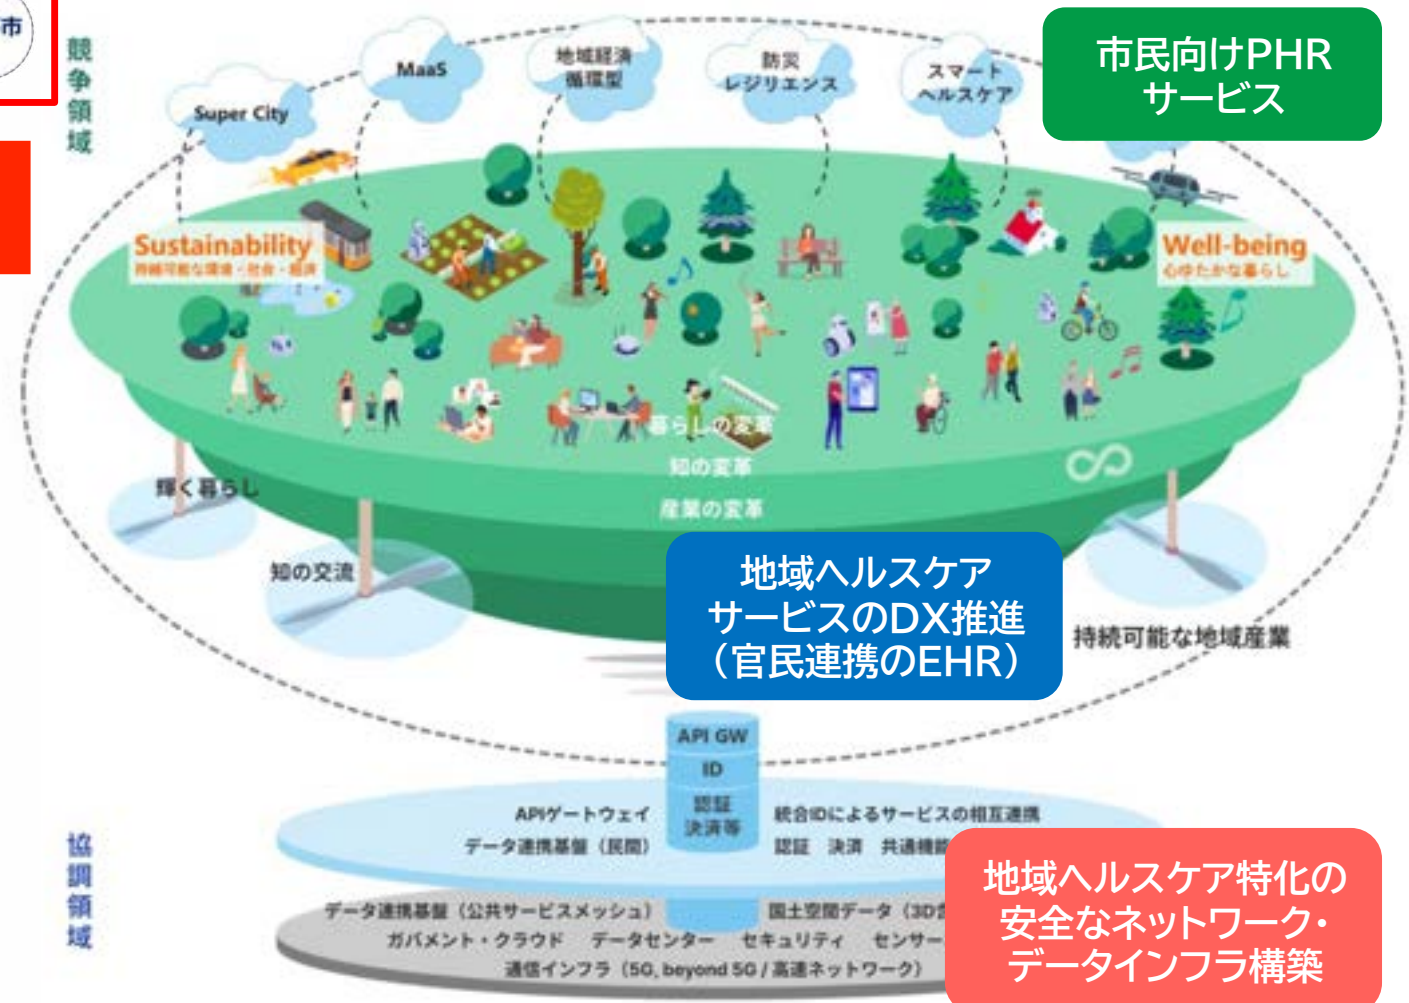 市
競争領域
Super City
MaaS
地域経済
循環型
防災
レジリエンス
スマート
ヘルスケア
市民向けPHR
サービス
Sustainability
持続可能な環境・社会・経済
Well-being
心ゆたかな暮らし
暮らしの変革
知の変革
産業の変革
輝く暮らし
知の交流
持続可能な地域産業
地域ヘルスケア
サービスのDX推進
（官民連携のEHR）
API GW
ID
認証
決済等
協調領域
APIゲートウェイ
データ連携基盤（民間）
統合IDによるサービスの相互連携
認証　決済　共通機能
データ連携基盤（公共サービスメッシュ）
国土空間データ（3D
ガバメント・クラウド　データセンター　セキュリティ　センサー
通信インフラ（5G, beyond 5G / 高速ネットワーク）
地域ヘルスケア特化の
安全なネットワーク・
データインフラ構築